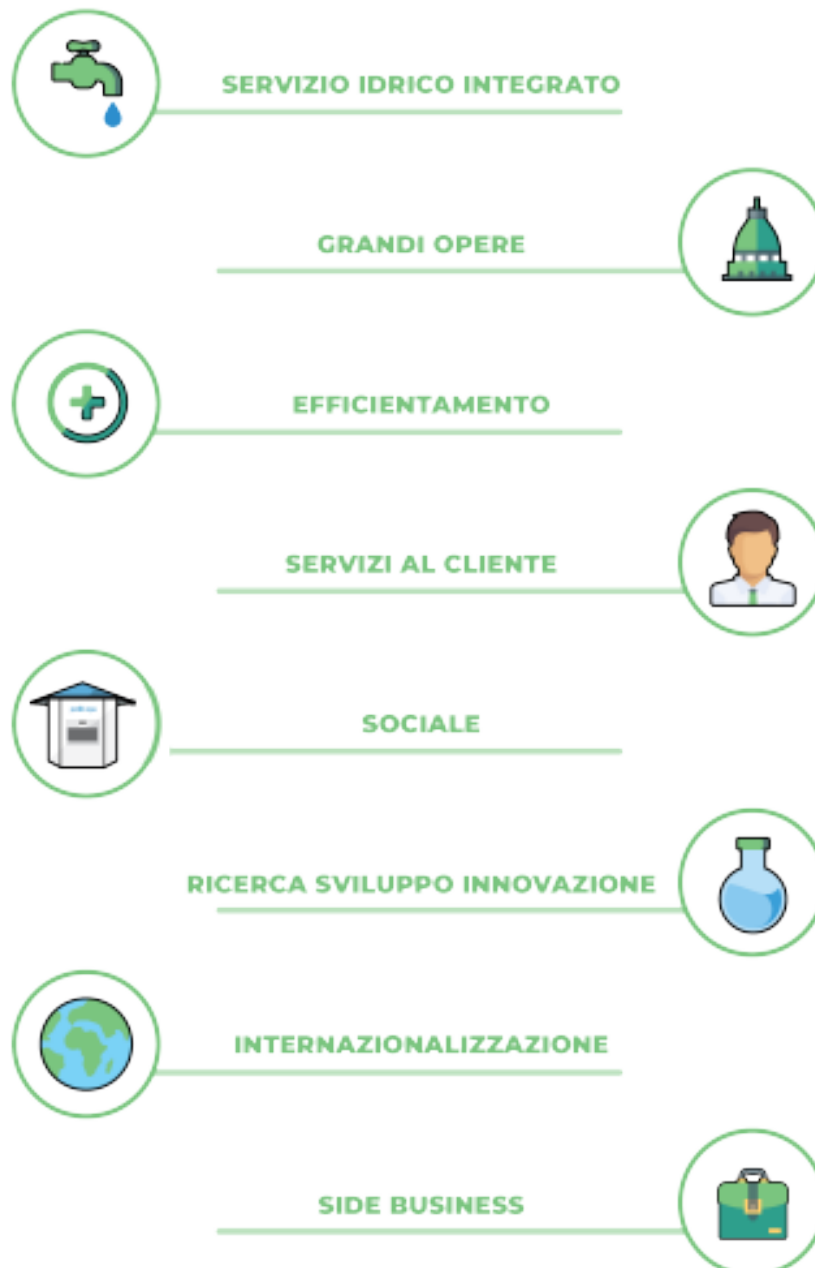 SERVIZIO IDRICO INTEGRATO
GRANDI OPERE
EFFICIENTAMENTO
SERVIZI AL CLIENTE
SOCIALE
RICERCA SVILUPPO INNOVAZIONE
INTERNAZIONALIZZAZIONE
SIDE BUSINESS